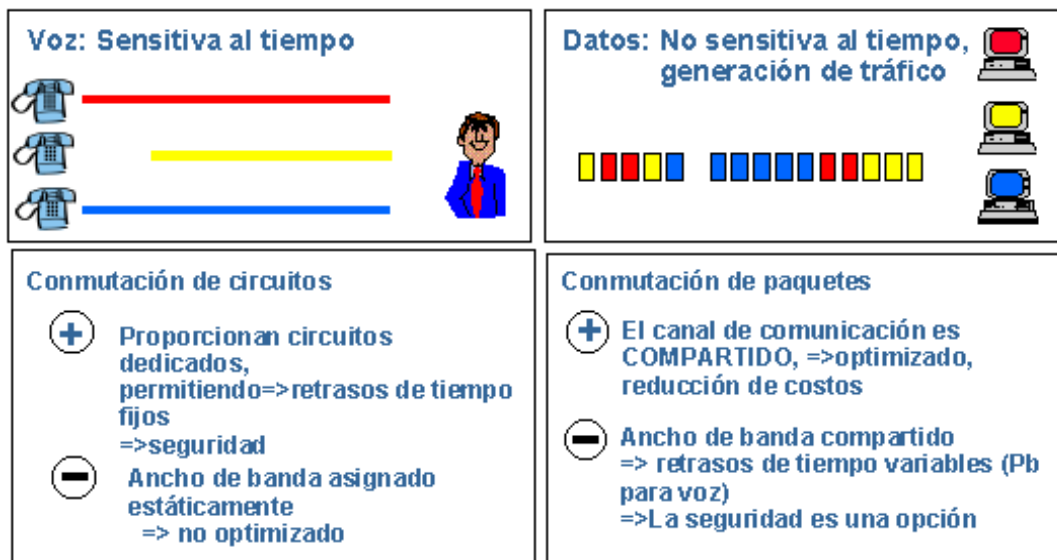 Voz: Sensitiva al tiempo
Datos: No sensitiva al tiempo,
generación de tráfico
Conmutación de circuitos
+ Proporcionan circuitos
dedicados,
permitiendo=>retrasos de tiempo
fijos
=>seguridad
− Ancho de banda asignado
estáticamente
=> no optimizado
Conmutación de paquetes
+ El canal de comunicación es
COMPARTIDO, =>optimizado,
reducción de costos
− Ancho de banda compartido
=> retrasos de tiempo variables (Pb
para voz)
=>La seguridad es una opción